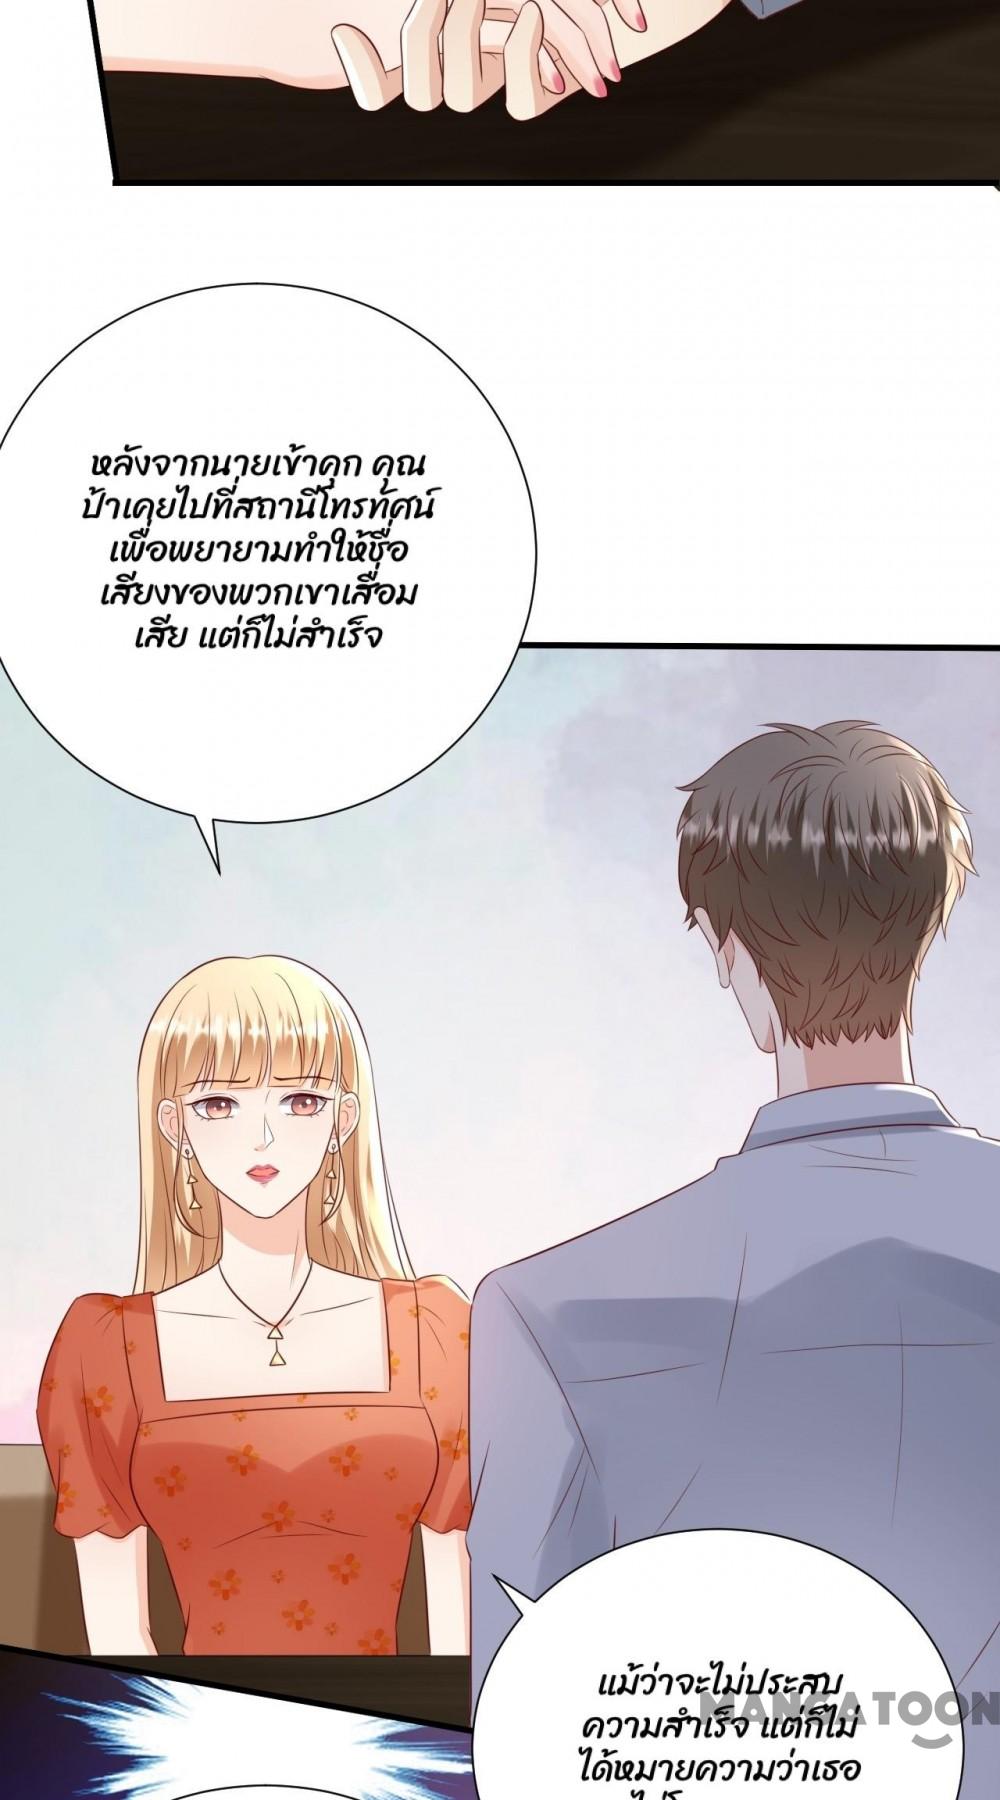 หลังจากนายเข้าคุก คุณ
ป้าเคยไปที่สถานีโทรทัศน์
เพื่อพยายามทำให้ชื่อ
เสียงของพวกเขาเสื่อม
เสีย แต่ก็ไม่สำเร็จ
แม้ว่าจะไม่ประสบ
ความสำเร็จ แต่ก็ไม่
ได้หมายความว่าเธอ
MANGATOON